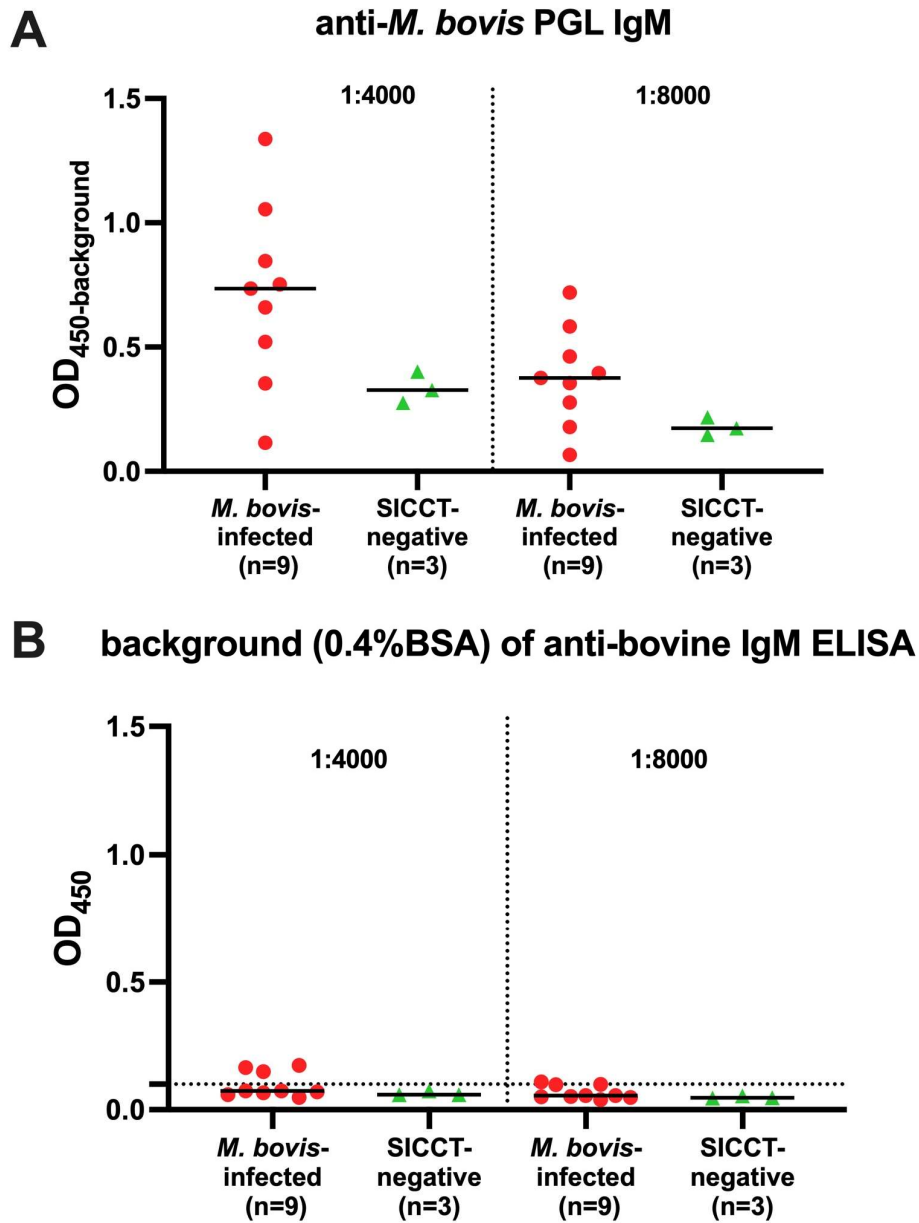 A
anti-M. bovis PGL IgM
1:4000
1:8000
1.5
1.0
0.5
0.0
OD450-background
M. bovis-
infected
(n=9)
SICCT-
negative
(n=3)
M. bovis-
infected
(n=9)
SICCT-
negative
(n=3)
B
background (0.4%BSA) of anti-bovine IgM ELISA
1:4000
1:8000
1.5
1.0
0.5
0.0
OD450
M. bovis-
infected
(n=9)
SICCT-
negative
(n=3)
M. bovis-
infected
(n=9)
SICCT-
negative
(n=3)